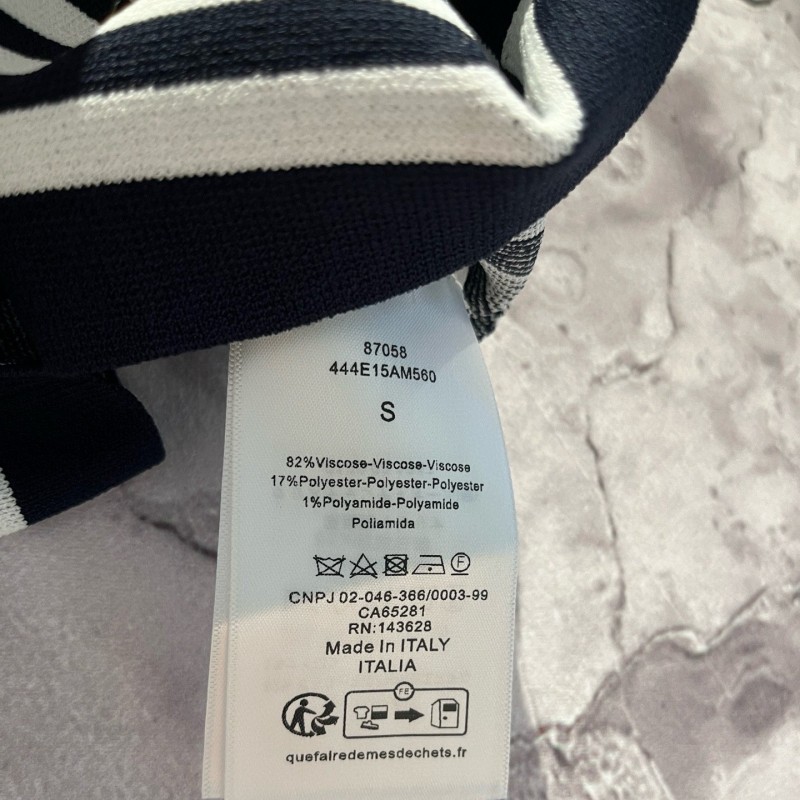 87058
444E15AM560
S
82%Viscose-Viscose-Viscose
17%Polyester-Polyester-Polyester
1%Polyamide-Polyamide
Poliamida
F
CNPJ 02-046-366/0003-99
CA65281
RN:143628
Made In ITALY
ITALIA
FE
quefairedemesdechets.fr